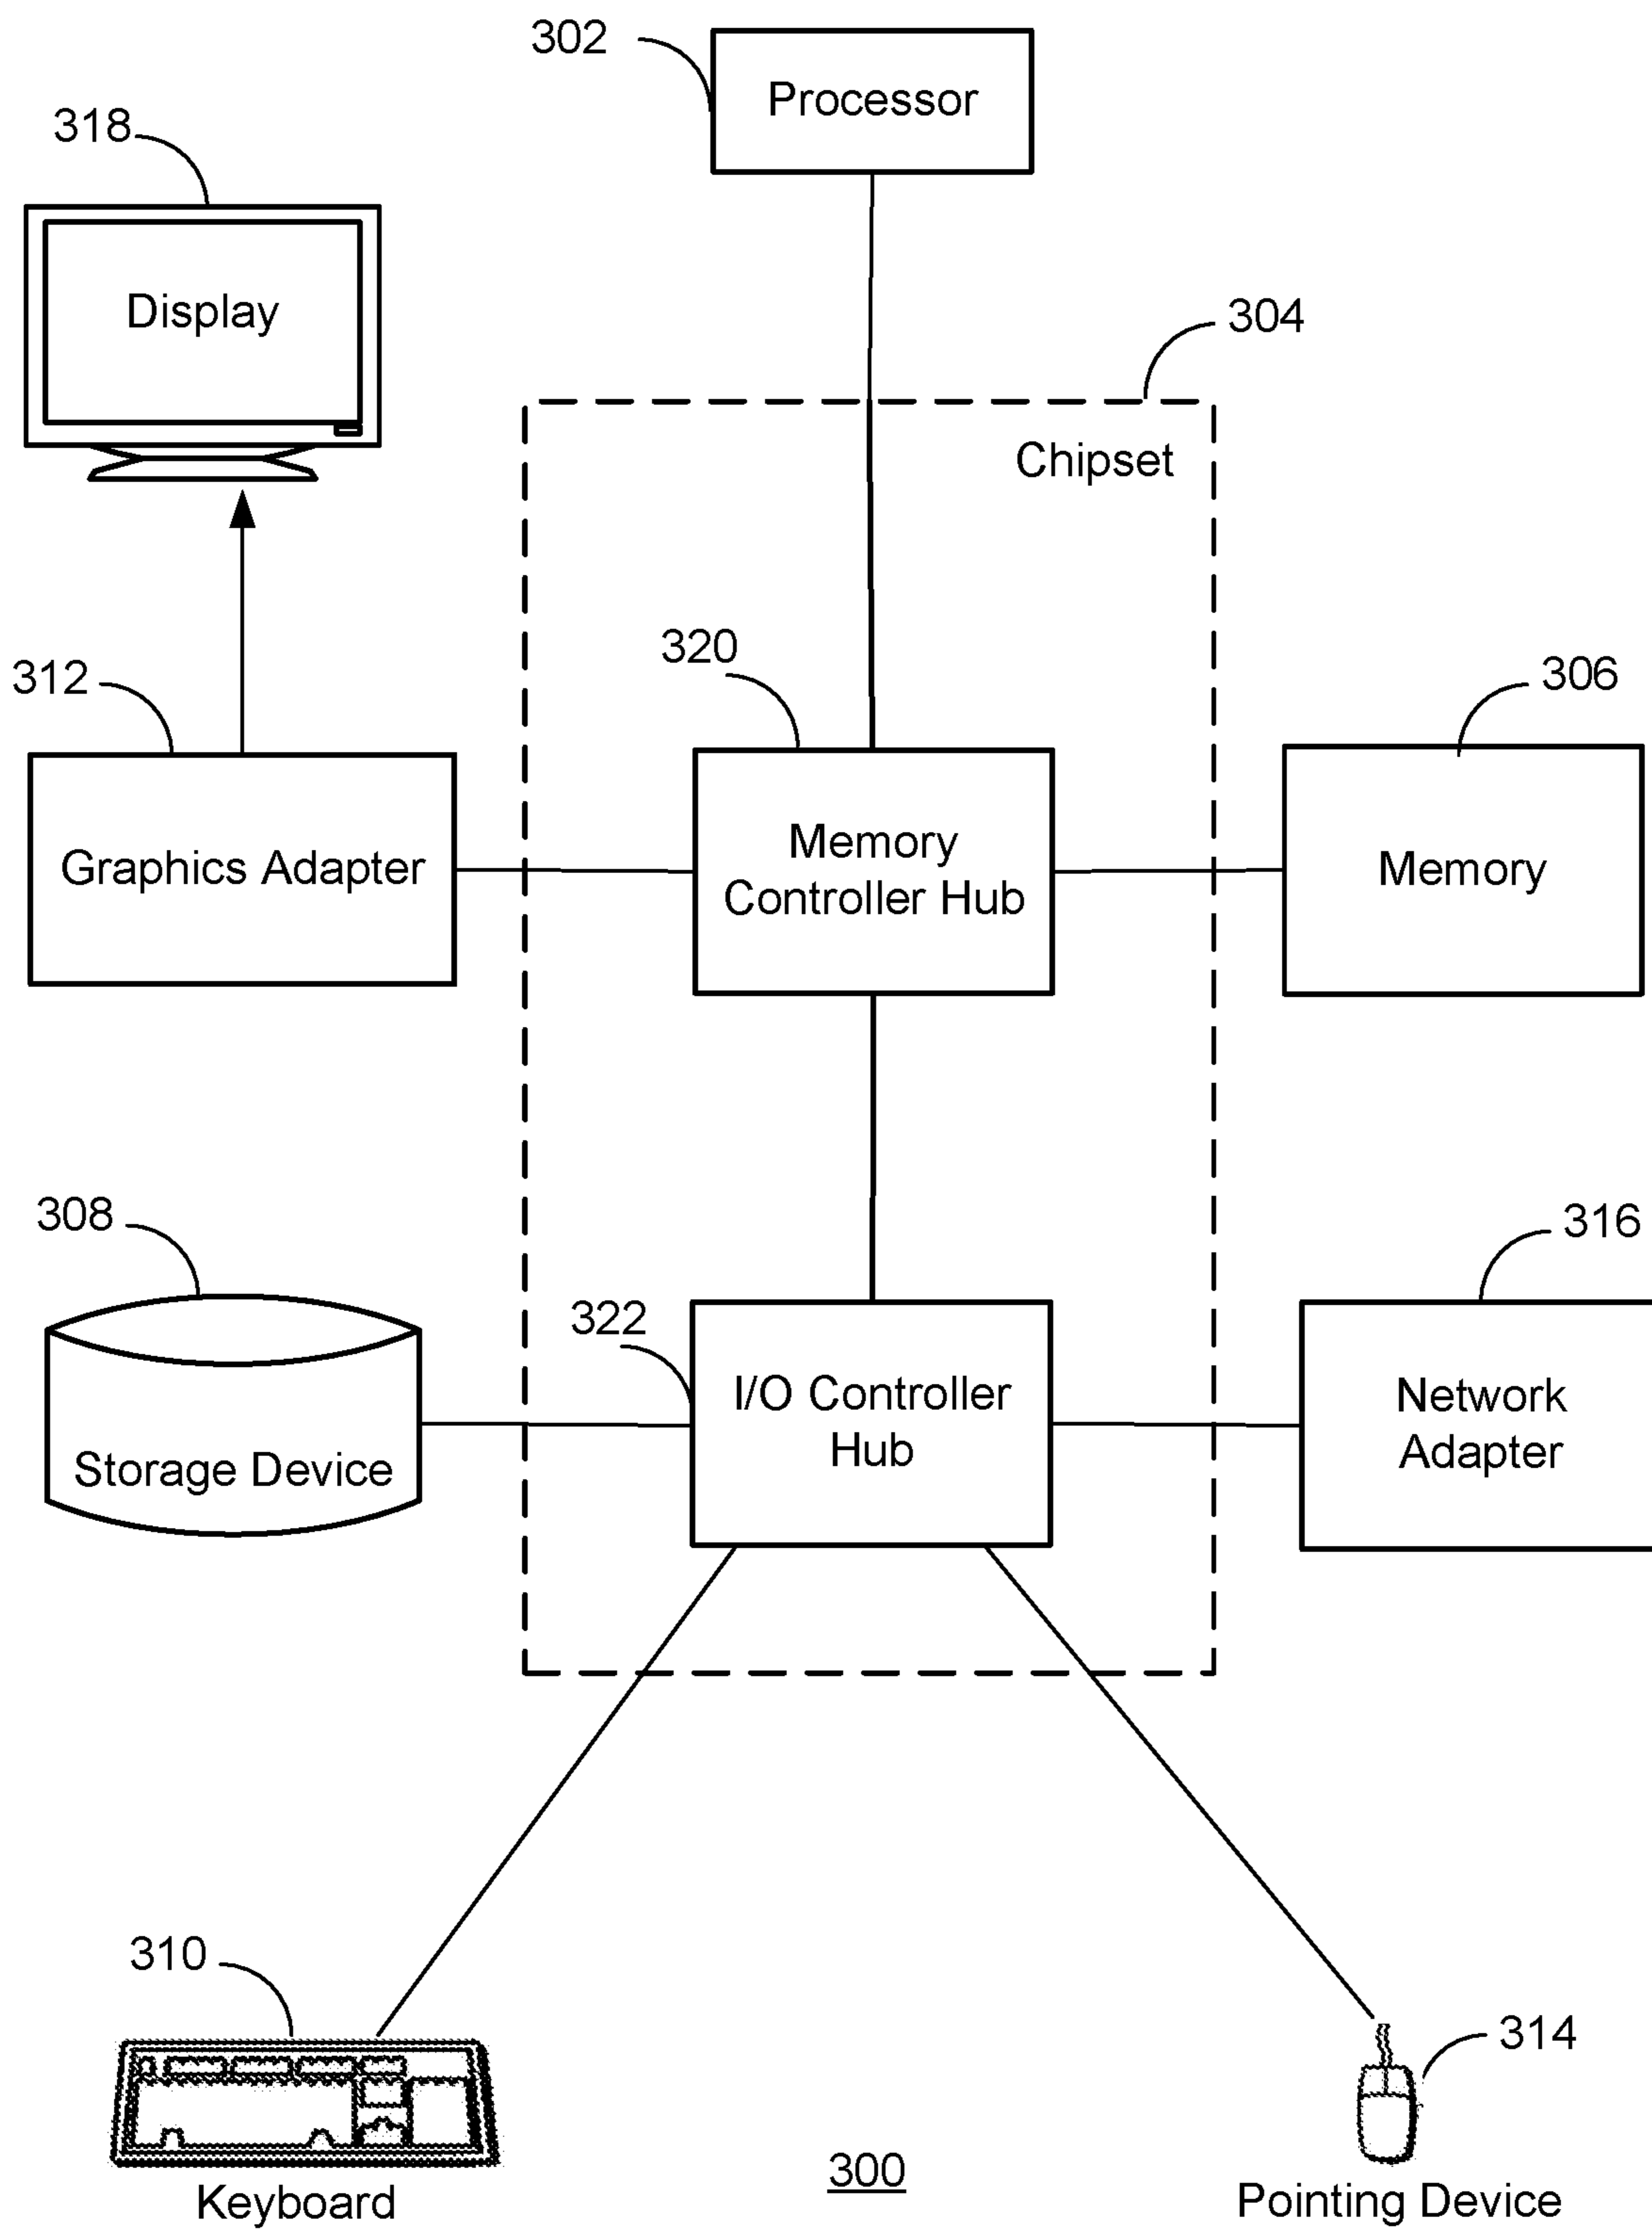 302
Processor
318
Display
304
Chipset
320
312
306
Graphics Adapter
Memory
Controller Hub
Memory
308
316
322
Storage Device
I/O Controller
Hub
Network
Adapter
310
314
Keyboard
300
Pointing Device